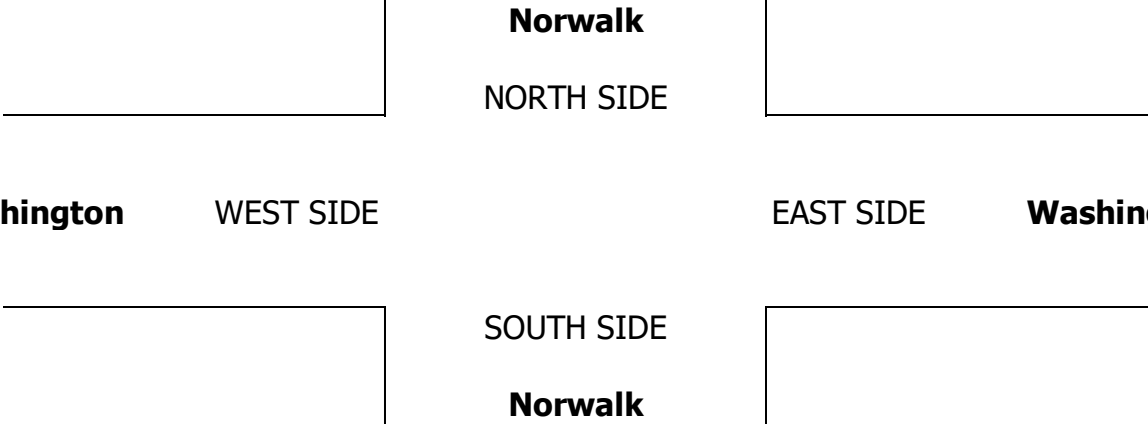 Norwalk
NORTH SIDE
hington WEST SIDE EAST SIDE Washin
SOUTH SIDE
Norwalk